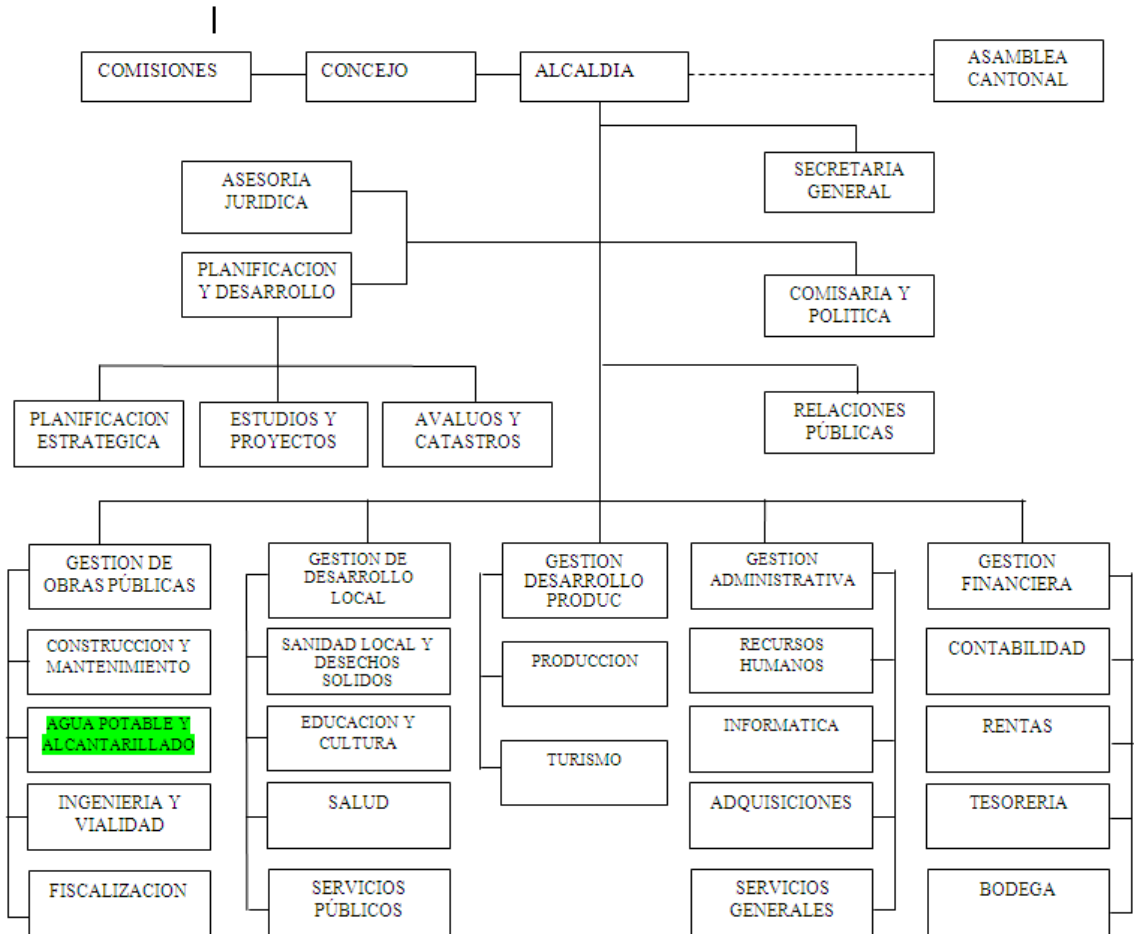 COMISIONES
CONCEJO
ALCALDIA
ASAMBLEA
CANTONAL
SECRETARIA
GENERAL
ASESORIA
JURIDICA
PLANIFICACION
Y DESARROLLO
COMISARIA Y
POLITICA
PLANIFICACION
ESTRATEGICA
ESTUDIOS Y
PROYECTOS
AVALUOS Y
CATASTROS
RELACIONES
PÚBLICAS
GESTION DE
OBRAS PÚBLICAS
CONSTRUCCION Y
MANTENIMIENTO
AGUA POTABLE Y
ALCANTARILLADO
INGENIERIA Y
VIALIDAD
FISCALIZACION
GESTION DE
DESARROLLO
LOCAL
SANIDAD LOCAL Y
DESECHOS
SOLIDOS
EDUCACION Y
CULTURA
SALUD
SERVICIOS
PÚBLICOS
GESTION
DESARROLLO
PRODUC
PRODUCCION
TURISMO
GESTION
ADMINISTRATIVA
RECURSOS
HUMANOS
INFORMATICA
ADQUISICIONES
SERVICIOS
GENERALES
GESTION
FINANCIERA
CONTABILIDAD
RENTAS
TESORERIA
BODEGA